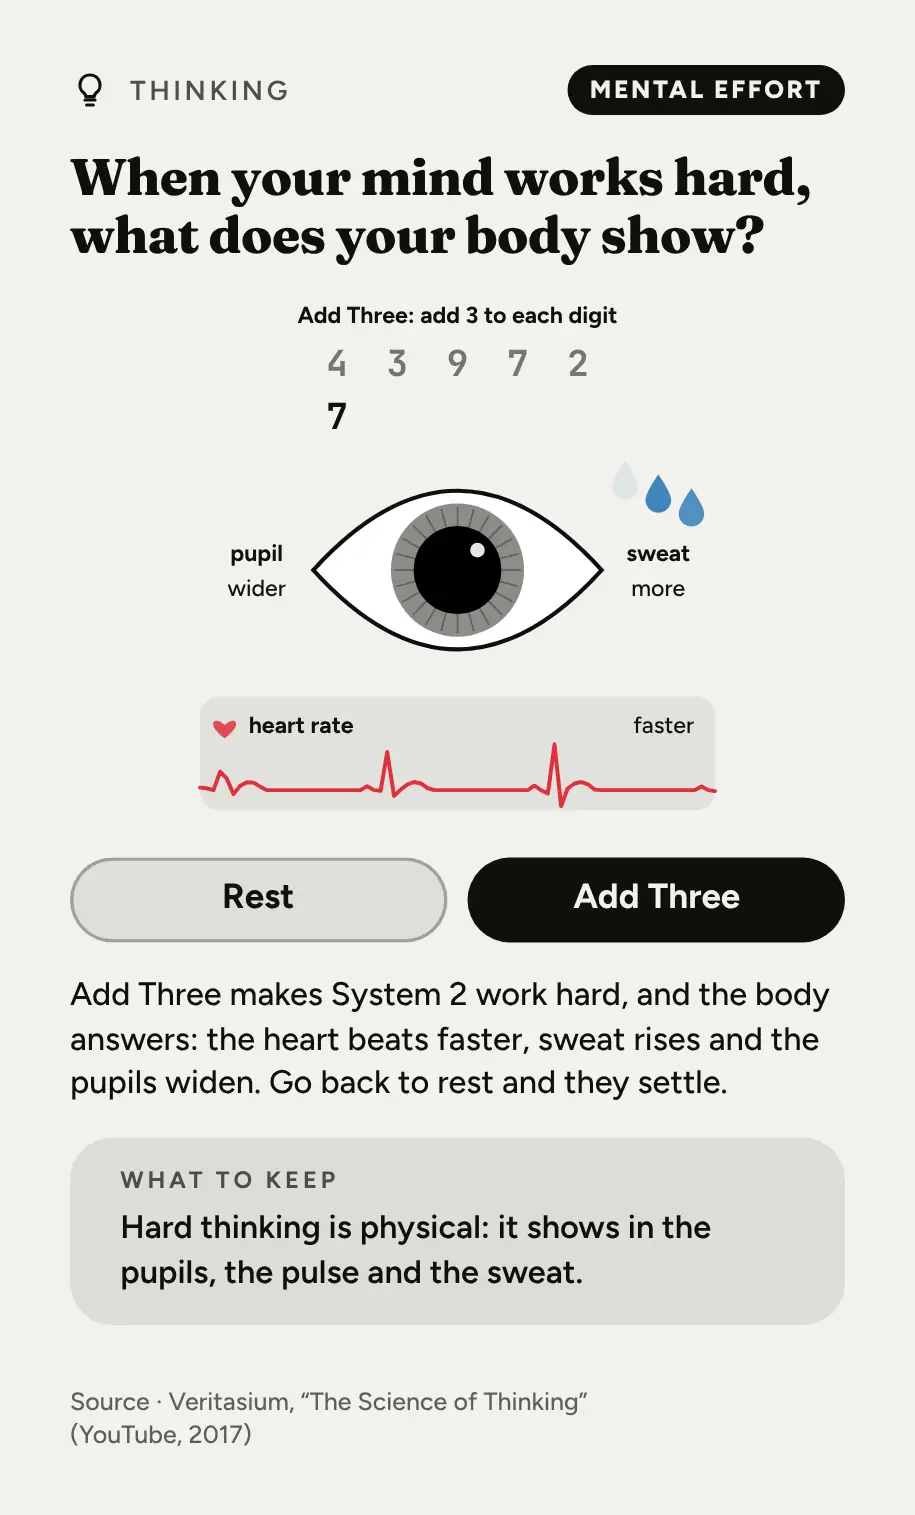 THINKING
MENTAL EFFORT
When your mind works hard,
what does your body show?
Add Three: add 3 to each digit
4 3 9 7 2
7
pupil
wider
sweat
more
heart rate
faster
Rest
Add Three
Add Three makes System 2 work hard, and the body
answers: the heart beats faster, sweat rises and the
pupils widen. Go back to rest and they settle.
WHAT TO KEEP
Hard thinking is physical: it shows in the
pupils, the pulse and the sweat.
Source · Veritasium, “The Science of Thinking”
(YouTube, 2017)